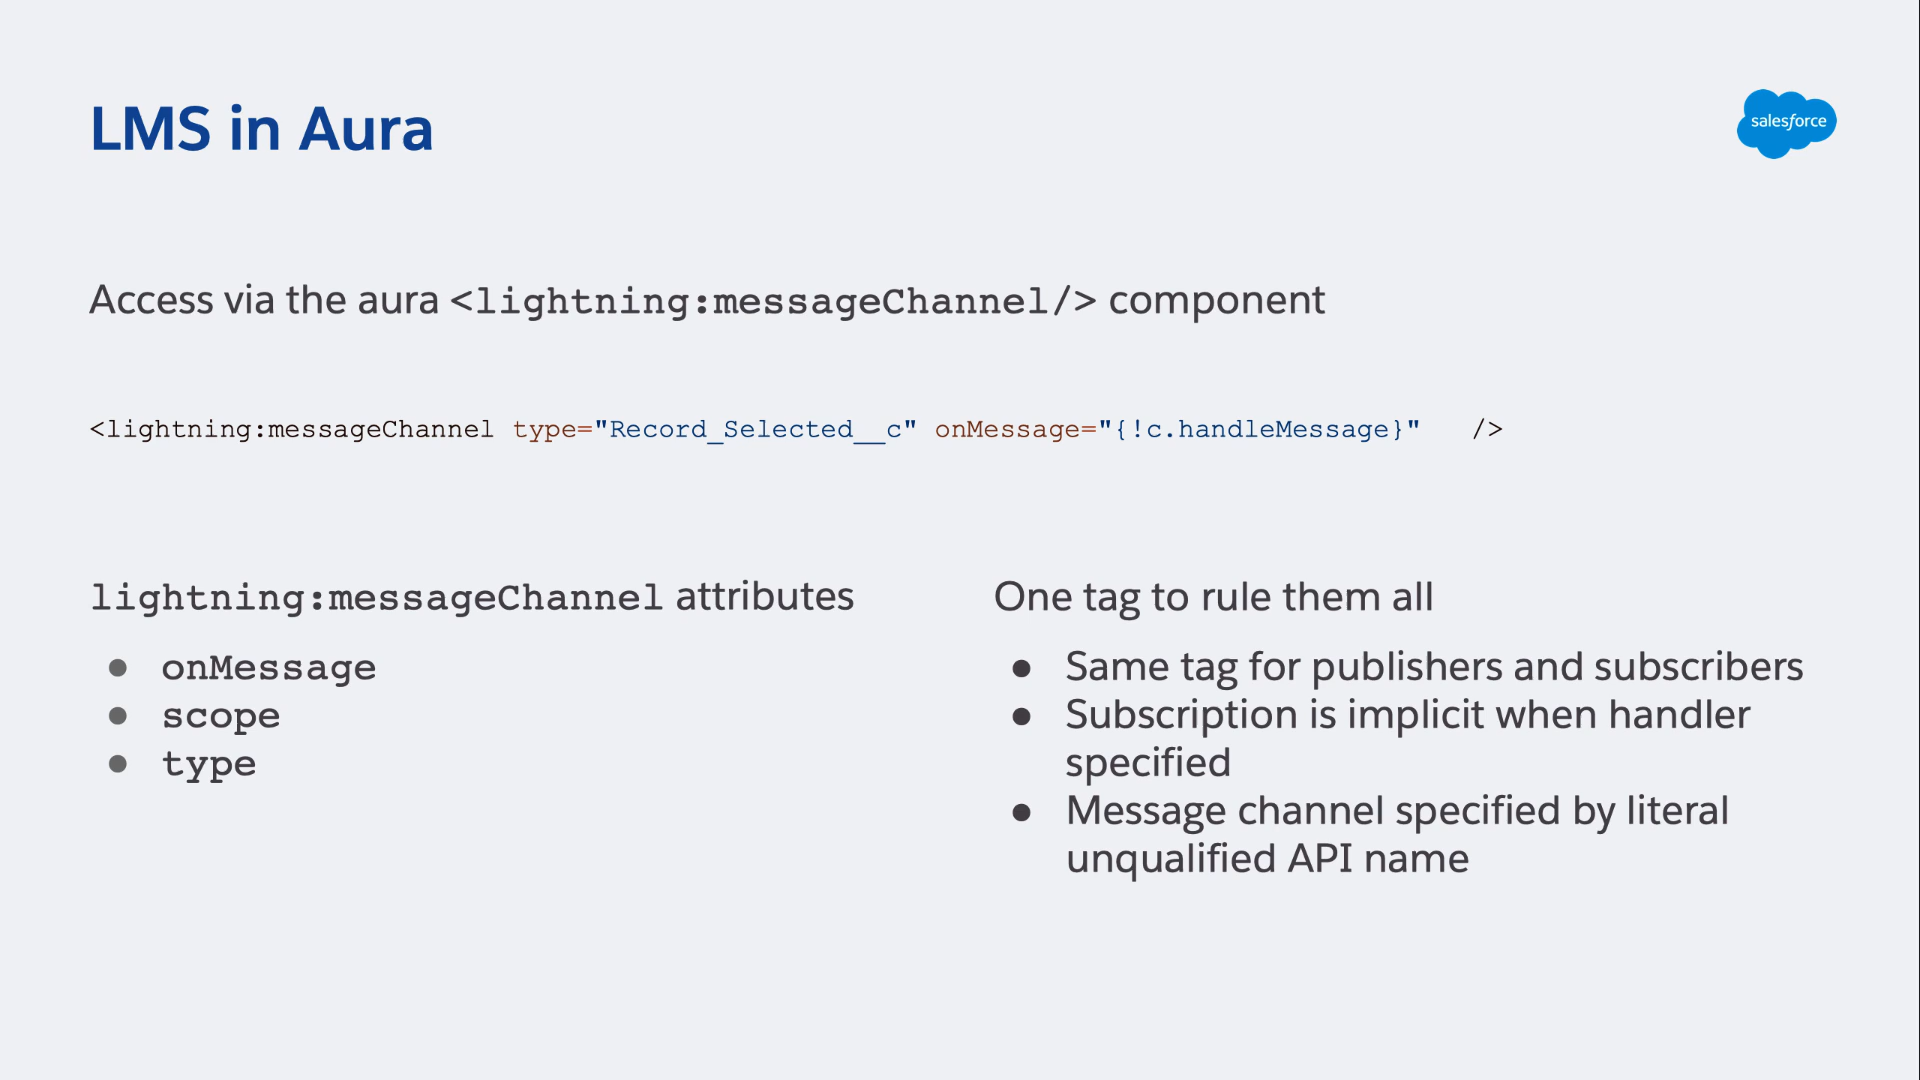 LMS in Aura
salesforce
Access via the aura <lightning:messageChannel/> component
<lightning:messageChannel type="Record_Selected__c" onMessage="{!c.handleMessage}" />
lightning:messageChannel attributes
● onMessage
● scope
● type
One tag to rule them all
● Same tag for publishers and subscribers
● Subscription is implicit when handler
specified
● Message channel specified by literal
unqualified API name